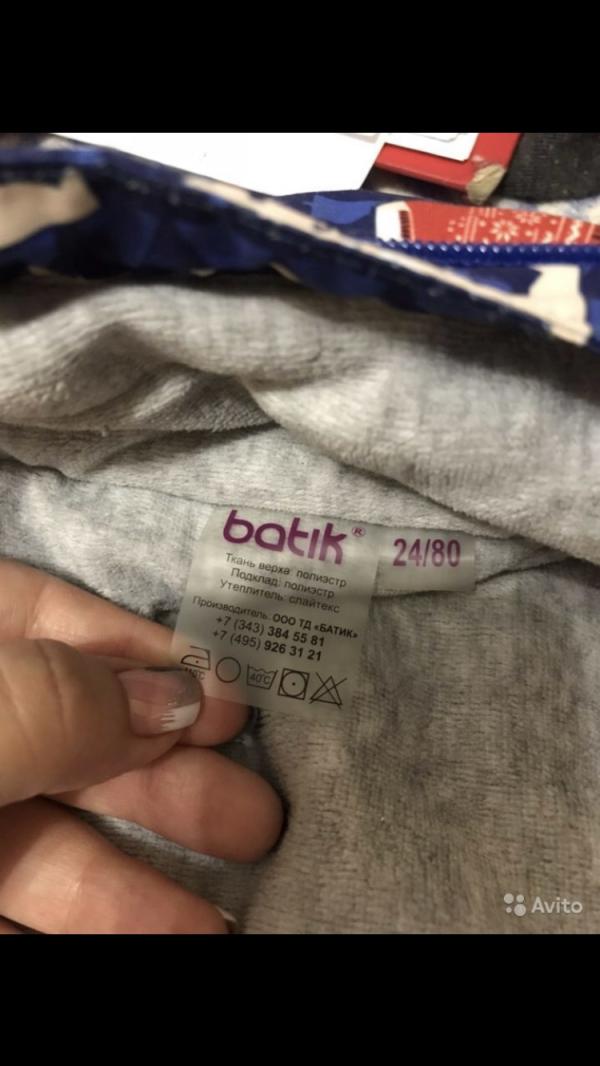 batik®
24/80
Ткань верха: полиэстр
Подклад: полиэстр
Утеплитель: слайтекс
Производитель: ООО ТД «БАТИК»
+7 (343) 384 55 81
+7 (495) 926 31 21
40°C
Avito